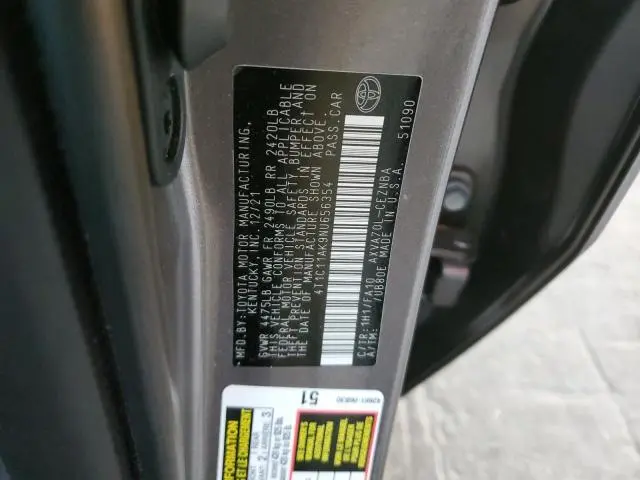 MFD.BY:TOYOTA MOTOR MANUFACTURING,
KENTUCKY, INC. 12/21
GVWR 4475LB GAWR FR 2490LB RR 2420LB
THIS VEHICLE CONFORMS TO ALL APPLICABLE
FEDERAL MOTOR VEHICLE SAFETY, BUMPER AND
THEFT PREVENTION STANDARDS IN EFFECT ON
THE DATE OF MANUFACTURE SHOWN ABOVE.
4T1C11AK9NU656354 PASS.CAR
C/TR: 1H1/FA30 AXVA70L-CEZNBA
A/TM: -/UB80E MADE IN U.S.A. 51090
51